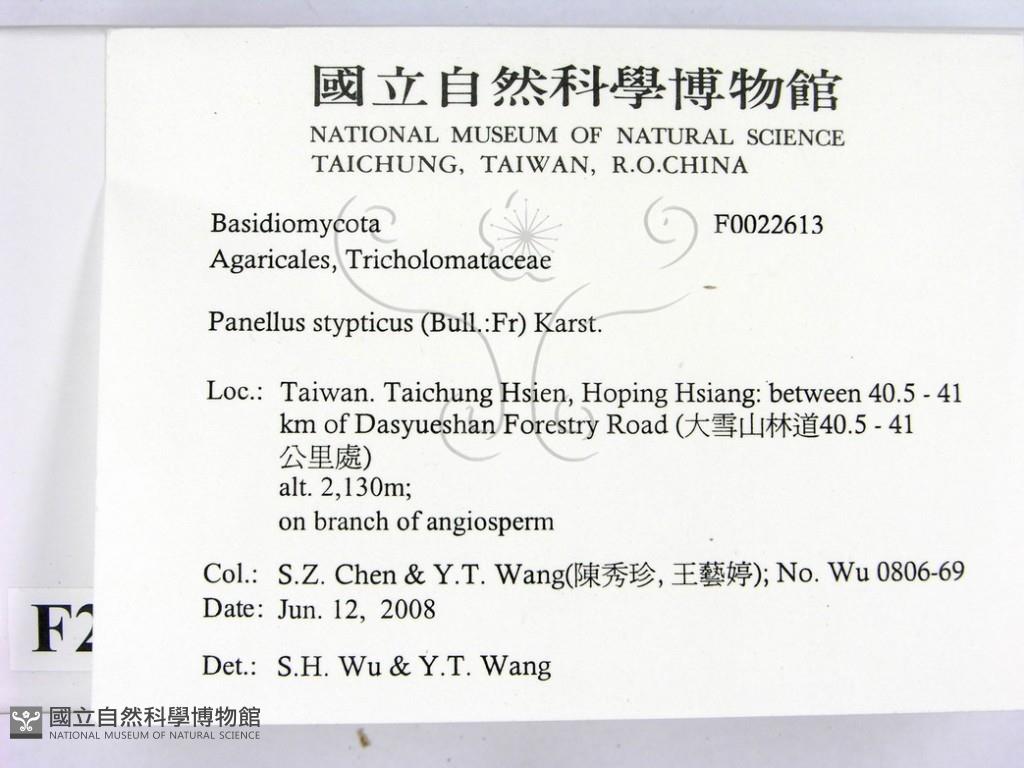 國立自然科學博物館
NATIONAL MUSEUM OF NATURAL SCIENCE
TAICHUNG, TAIWAN, R.O.CHINA
Basidiomycota F0022613
Agaricales, Tricholomataceae
Panellus stypticus (Bull.:Fr) Karst.
Loc.: Taiwan. Taichung Hsien, Hoping Hsiang: between 40.5 - 41
km of Dasyueshan Forestry Road (大雪山林道40.5 - 41
公里處)
alt. 2,130m;
on branch of angiosperm
Col.: S.Z. Chen & Y.T. Wang(陳秀珍, 王藝婷); No. Wu 0806-69
Date: Jun. 12, 2008
Det.: S.H. Wu & Y.T. Wang
F2
國立自然科學博物館
NATIONAL MUSEUM OF NATURAL SCIENCE